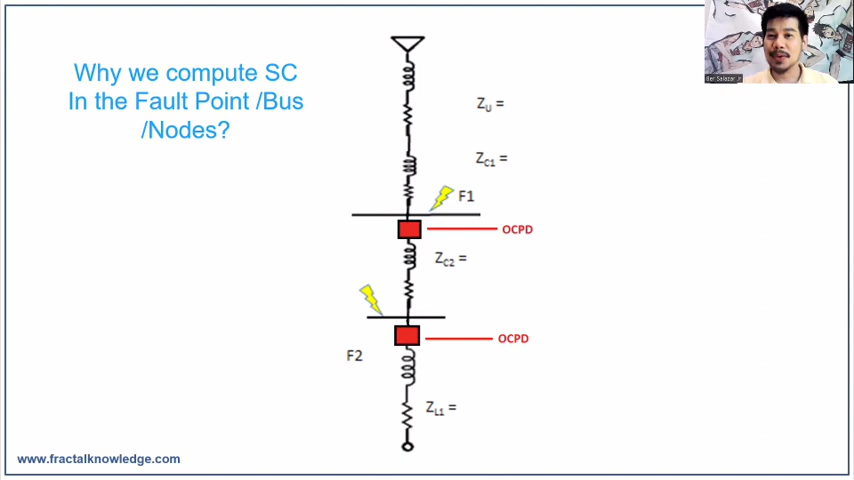 Why we compute SC
In the Fault Point /Bus
/Nodes?
ZU =
ZC1 =
F1
OCPD
ZC2 =
OCPD
F2
ZL1 =
www.fractalknowledge.com